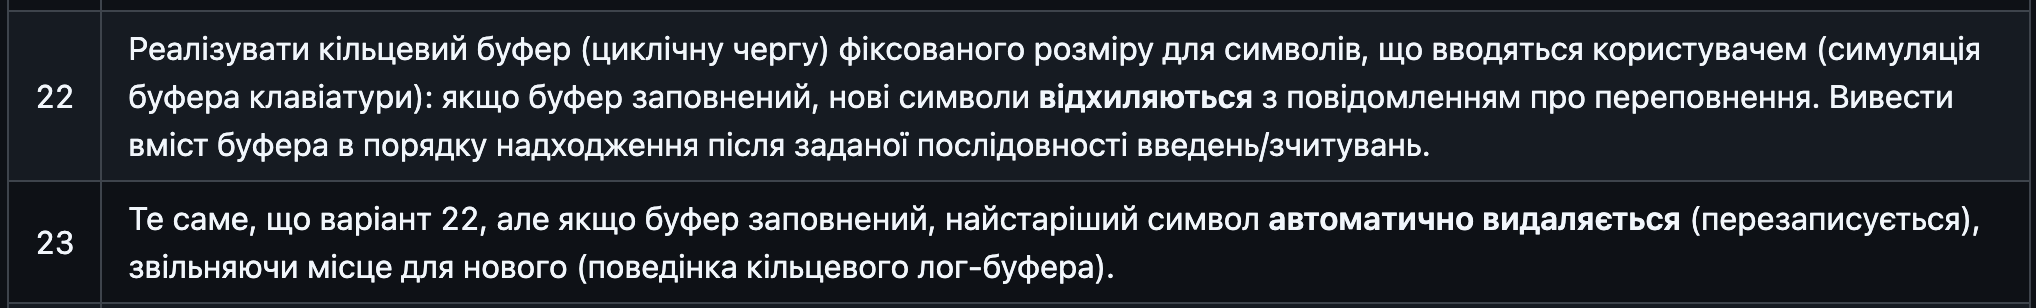 Реалізувати кільцевий буфер (циклічну чергу) фіксованого розміру для символів, що вводяться користувачем (симуляція
22 буфера клавіатури): якщо буфер заповнений, нові символи відхиляються з повідомленням про переповнення. Вивести
вміст буфера в порядку надходження після заданої послідовності введень/зчитувань.
Те саме, що варіант 22, але якщо буфер заповнений, найстаріший символ автоматично видаляється (перезаписується),
23 звільняючи місце для нового (поведінка кільцевого лог-буфера).